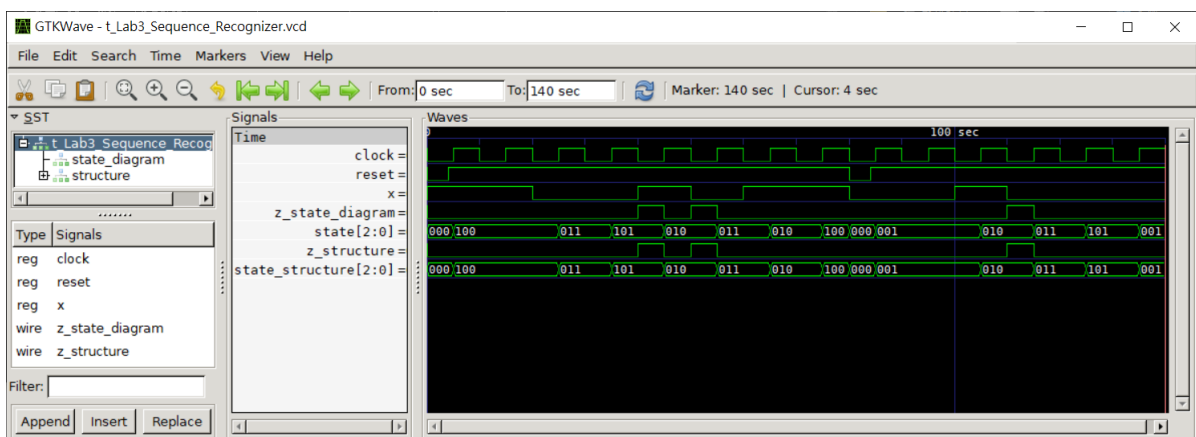 GTKWave - t_Lab3_Sequence_Recognizer.vcd
File Edit Search Time Markers View Help
From: 0 sec To: 140 sec Marker: 140 sec | Cursor: 4 sec
SST
t_Lab3_Sequence_Recog
state_diagram
structure
Type Signals
reg clock
reg reset
reg x
wire z_state_diagram
wire z_structure
Filter:
Append Insert Replace
Signals
Time
clock =
reset =
x =
z_state_diagram =
state[2:0] =
z_structure =
state_structure[2:0] =
Waves
100 sec
000 100 011 101 010 011 010 100 000 001 010 011 101 001
000 100 011 101 010 011 010 100 000 001 010 011 101 001